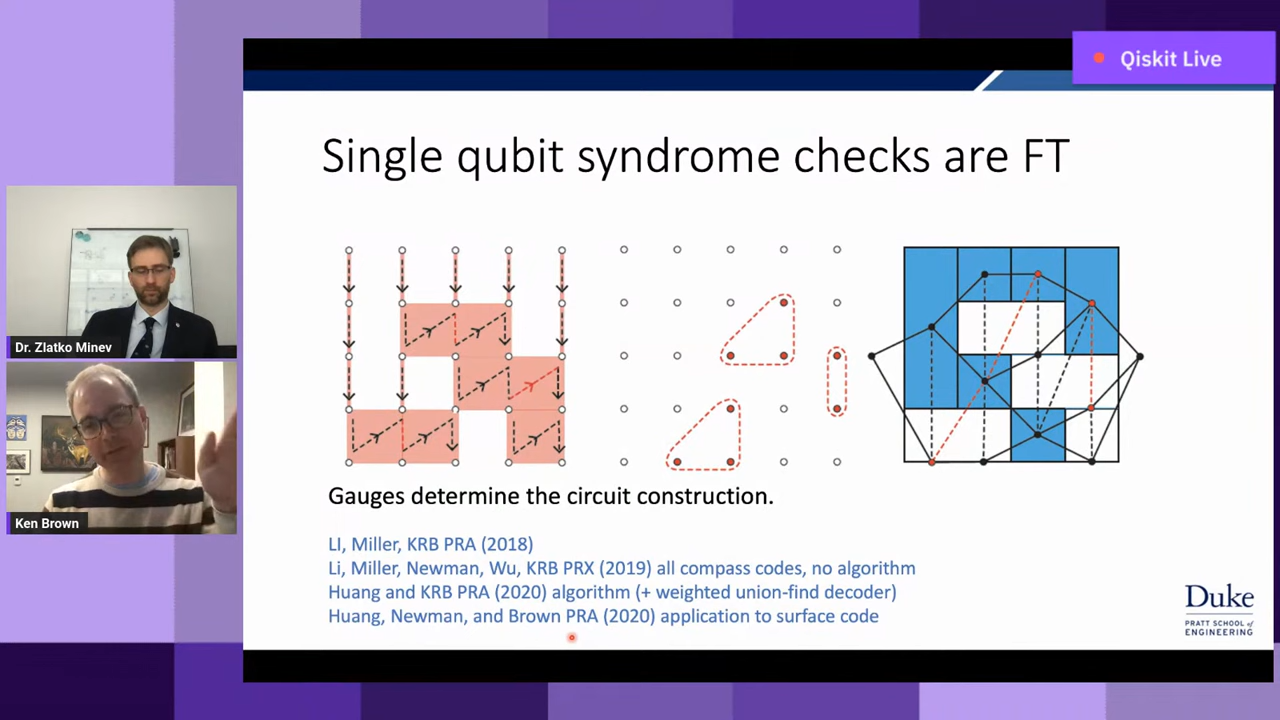 Qiskit Live
Single qubit syndrome checks are FT
Dr. Zlatko Minev
Ken Brown
Gauges determine the circuit construction.
LI, Miller, KRB PRA (2018)
Li, Miller, Newman, Wu, KRB PRX (2019) all compass codes, no algorithm
Huang and KRB PRA (2020) algorithm (+ weighted union-find decoder)
Huang, Newman, and Brown PRA (2020) application to surface code
Duke
PRATT SCHOOL of
ENGINEERING